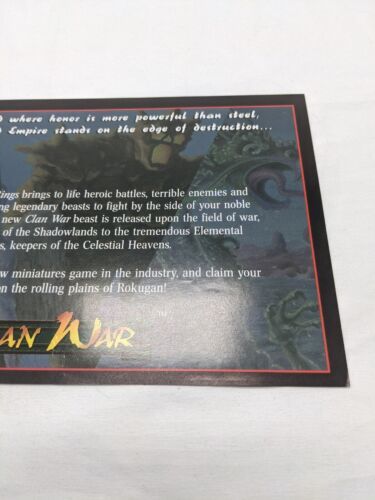 where honor is more powerful than steel,
Empire stands on the edge of destruction...
Rings brings to life heroic battles, terrible enemies and
ng legendary beasts to fight by the side of your noble
new Clan War beast is released upon the field of war,
of the Shadowlands to the tremendous Elemental
s, keepers of the Celestial Heavens.
w miniatures game in the industry, and claim your
on the rolling plains of Rokugan!
AN WAR